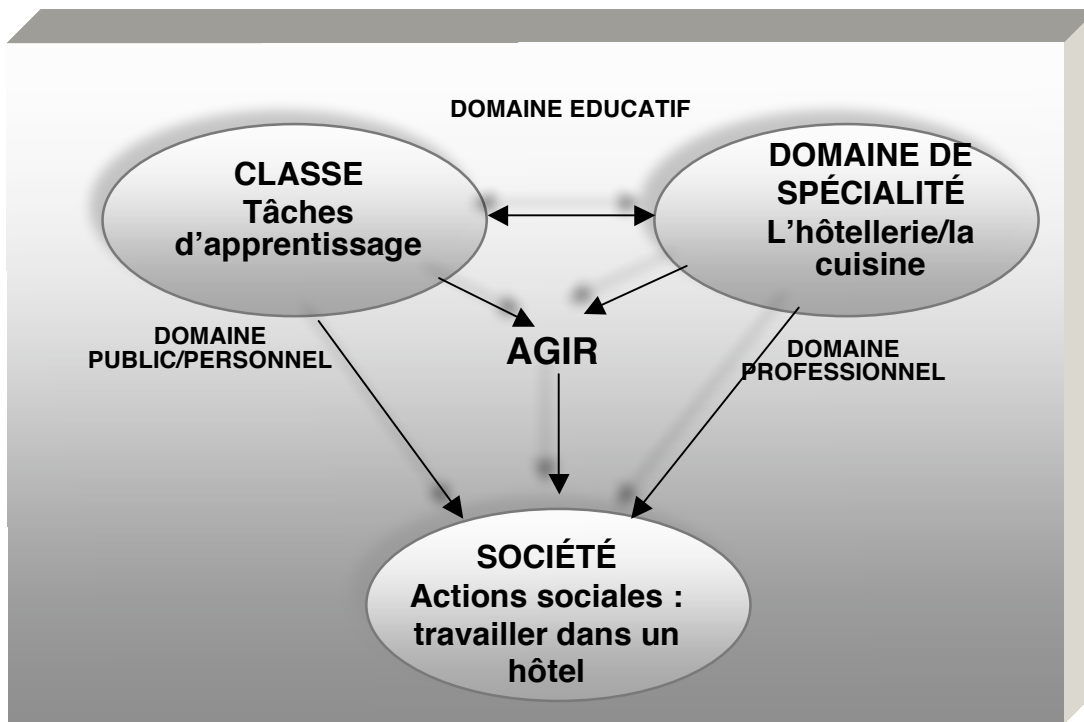 DOMAINE EDUCATIF
CLASSE
Tâches
d'apprentissage
DOMAINE DE
SPÉCIALITÉ
L'hôtellerie/la
cuisine
DOMAINE
PUBLIC/PERSONNEL
AGIR
DOMAINE
PROFESSIONNEL
SOCIÉTÉ
Actions sociales :
travailler dans un
hôtel